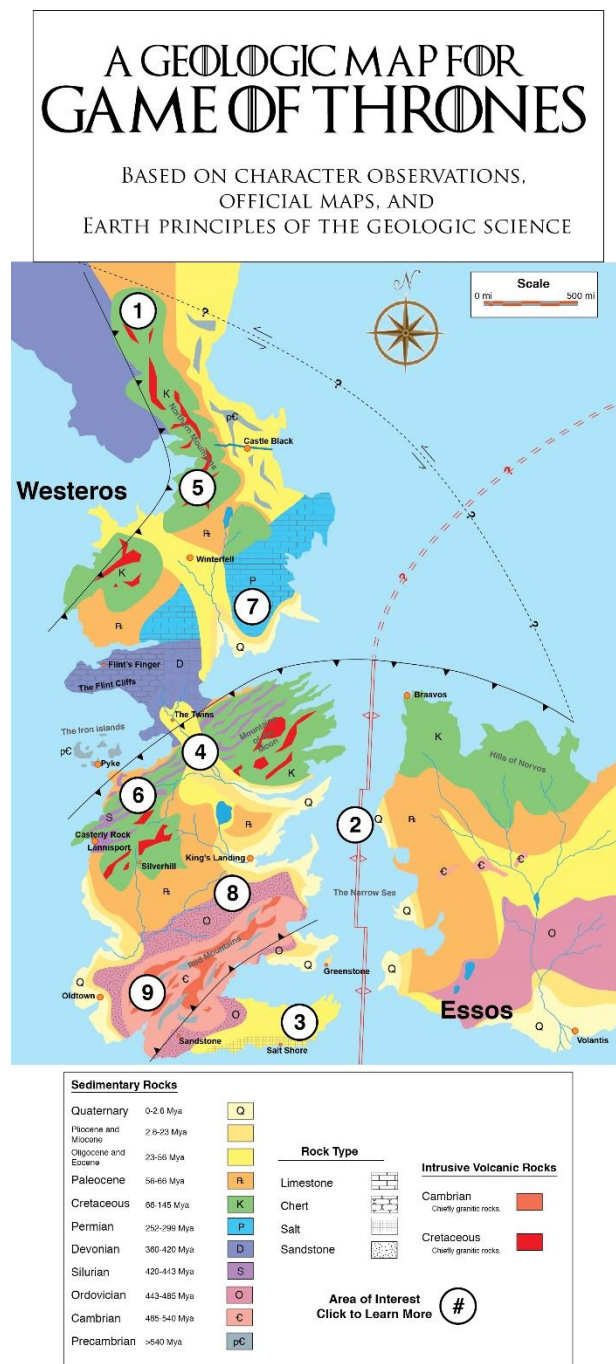 A GEOLOGIC MAP FOR
GAME OF THRONES
BASED ON CHARACTER OBSERVATIONS,
OFFICIAL MAPS, AND
EARTH PRINCIPLES OF THE GEOLOGIC SCIENCE
N
Scale
0 mi 500 mi
1
?
?
K
Northern Mountains
pЄ
Castle Black
Westeros
5
?
?
Winterfell
K
P
7
?
Q
Flint's Finger
D
The Flint Cliffs
The Twins
Mountains of the Moon
Braavos
The Iron Islands
pЄ
Pyke
4
K
K
Hills of Norvos
6
S
Q
2
Q
Casterly Rock
Lannisport
Silverhill
King's Landing
Є
Є
8
O
The Narrow Sea
O
Red Mountains
O
Q
Greenstone
Q
Q
Oldtown
9
Є
O
3
Essos
Q
Sandstone
Salt Shore
Volantis
Sedimentary Rocks
Quaternary 0-2.6 Mya Q
Pliocene and
Miocene 2.6-23 Mya
Oligocene and
Eocene 23-56 Mya
Paleocene 56-66 Mya
Cretaceous 66-145 Mya K
Permian 252-299 Mya P
Devonian 360-420 Mya D
Silurian 420-443 Mya S
Ordovician 443-485 Mya O
Cambrian 485-540 Mya Є
Precambrian >540 Mya pЄ
Rock Type
Limestone
Chert
Salt
Sandstone
Intrusive Volcanic Rocks
Cambrian
Chiefly granitic rocks.
Cretaceous
Chiefly granitic rocks.
Area of Interest
Click to Learn More #